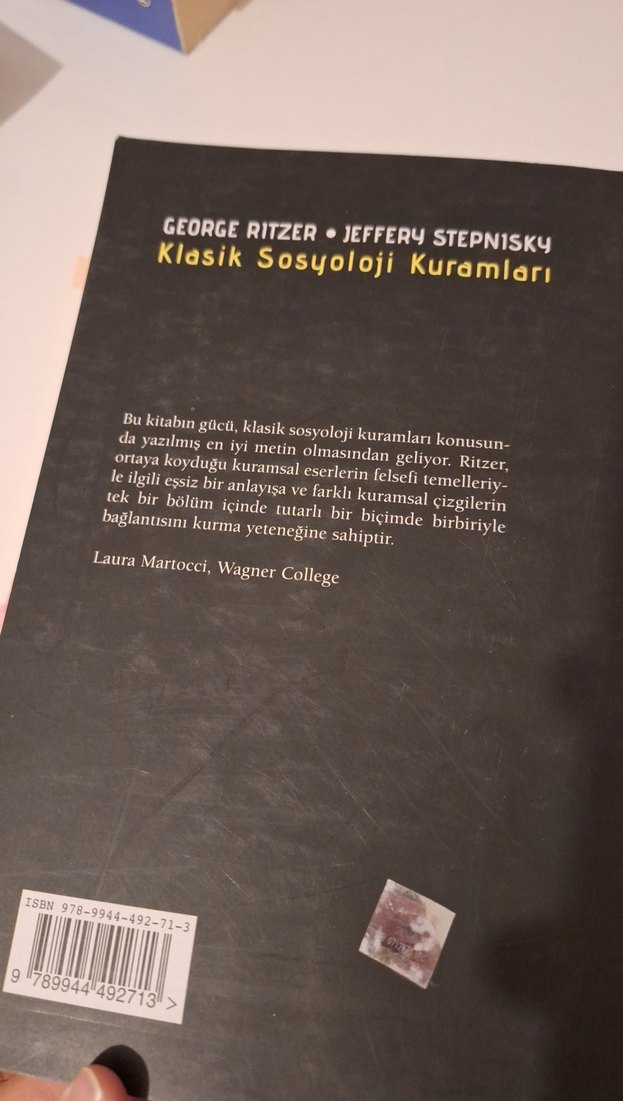 GEORGE RITZER • JEFFERY STEPNISKY
Klasik Sosyoloji Kuramları
Bu kitabın gücü, klasik sosyoloji kuramları konusun-
da yazılmış en iyi metin olmasından geliyor. Ritzer,
ortaya koyduğu kuramsal eserlerin felsefi temelleriy-
le ilgili eşsiz bir anlayışa ve farklı kuramsal çizgilerin
tek bir bölüm içinde tutarlı bir biçimde birbiriyle
bağlantısını kurma yeteneğine sahiptir.
Laura Martocci, Wagner College
ISBN 978-9944-492-71-3
9 789944 492713 >